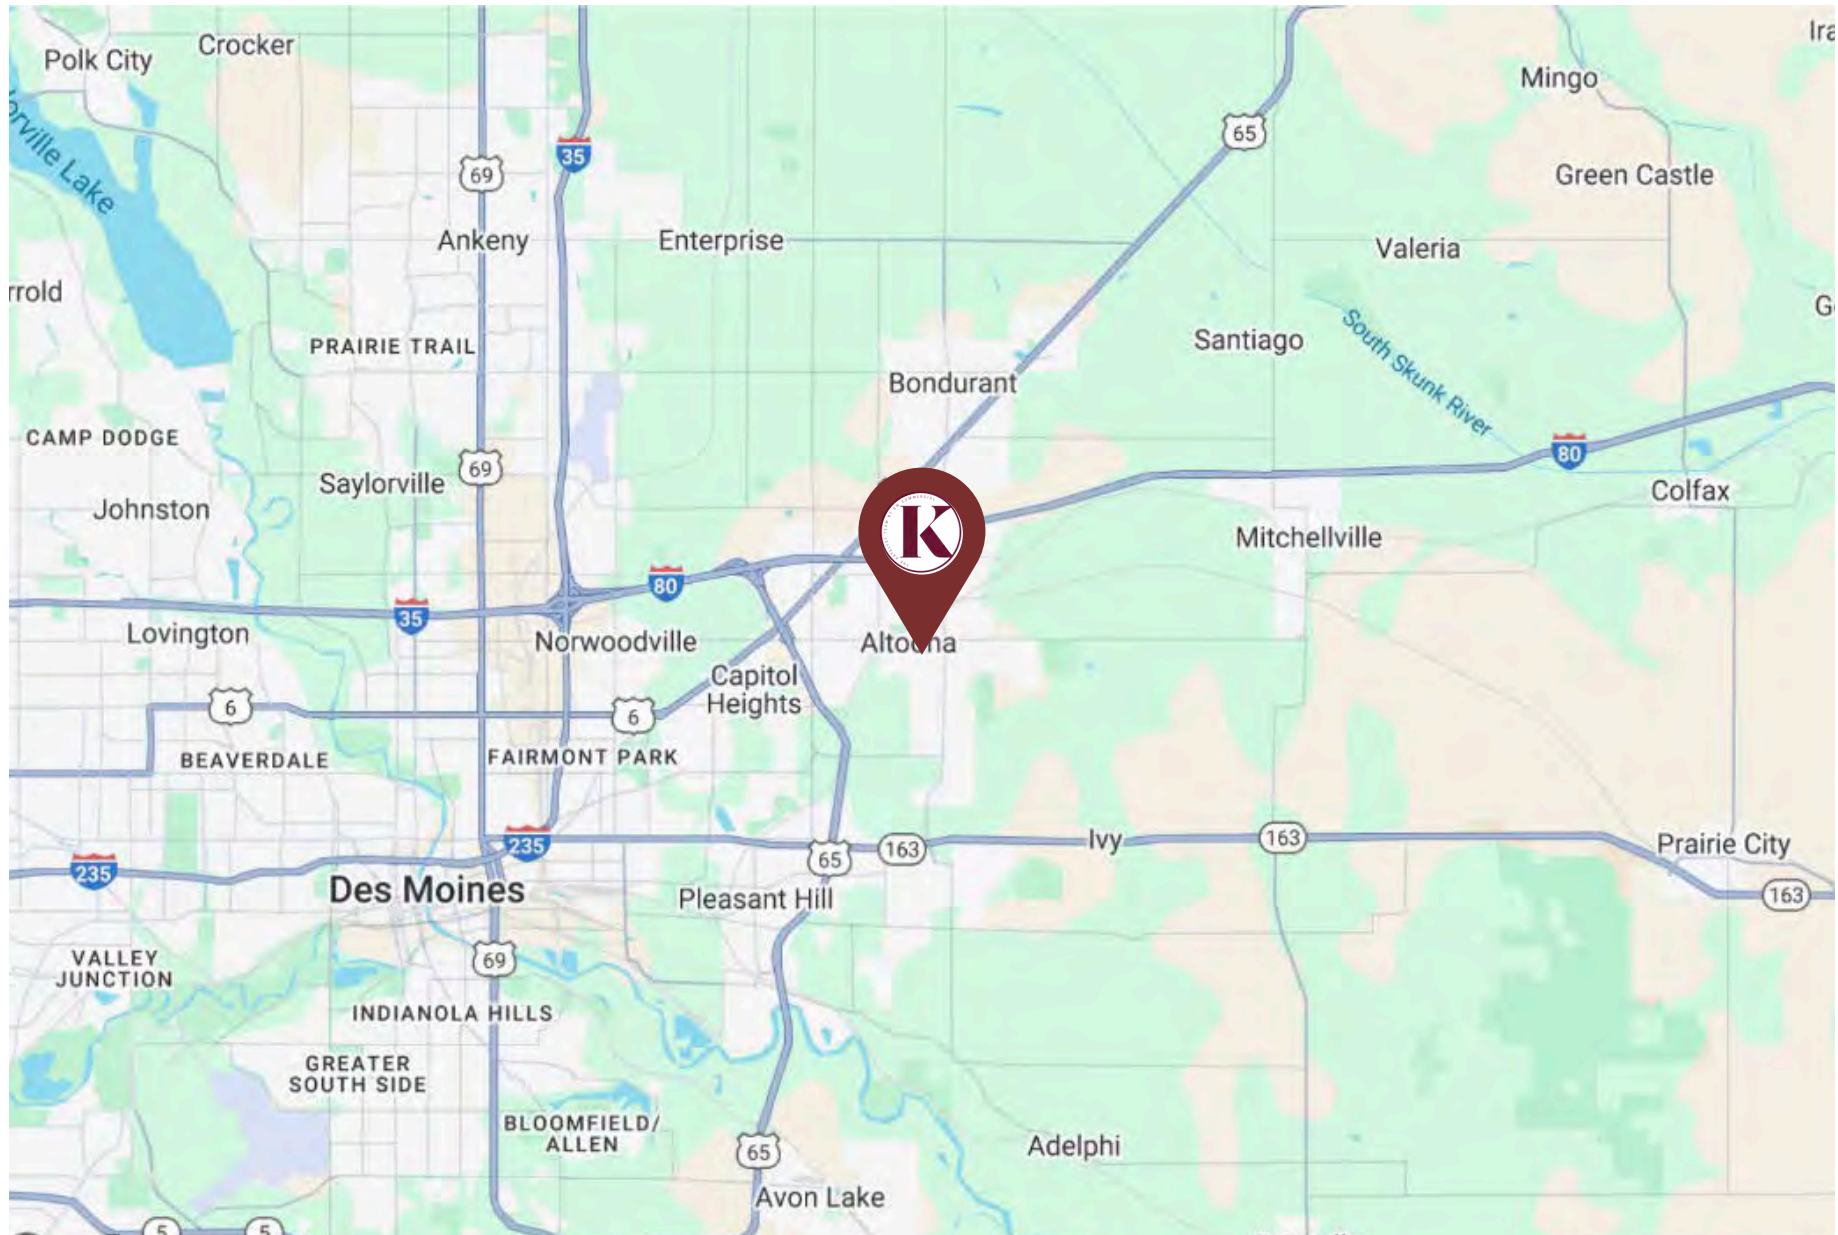 Crocker
Polk City
Mingo
65
35
69
Green Castle
orville Lake
Ankeny
Enterprise
Valeria
rrold
PRAIRIE TRAIL
Santiago
South Skunk River
Bondurant
CAMP DODGE
69
80
Saylorville
Colfax
Johnston
K
Mitchellville
80
35
Lovington
Norwoodville
Altoona
Capitol
Heights
6
6
BEAVERDALE
FAIRMONT PARK
235
65
163
Ivy
163
Prairie City
235
Des Moines
Pleasant Hill
163
VALLEY
JUNCTION
69
INDIANOLA HILLS
GREATER
SOUTH SIDE
BLOOMFIELD/
ALLEN
65
Adelphi
Avon Lake
5
5